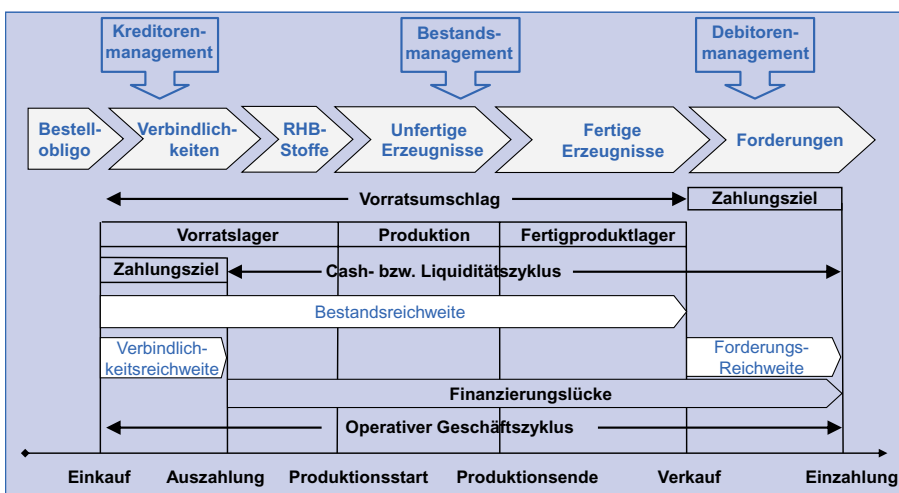 Kreditoren-
management
Bestands-
management
Debitoren-
management
Bestell-
obligo
Verbindlich-
keiten
RHB-
Stoffe
Unfertige
Erzeugnisse
Fertige
Erzeugnisse
Forderungen
Vorratsumschlag
Zahlungsziel
Vorratslager
Produktion
Fertigproduktlager
Zahlungsziel
Cash- bzw. Liquiditätszyklus
Bestandsreichweite
Verbindlich-
keitsreichweite
Forderungs-
Reichweite
Finanzierungslücke
Operativer Geschäftszyklus
Einkauf
Auszahlung
Produktionsstart
Produktionsende
Verkauf
Einzahlung